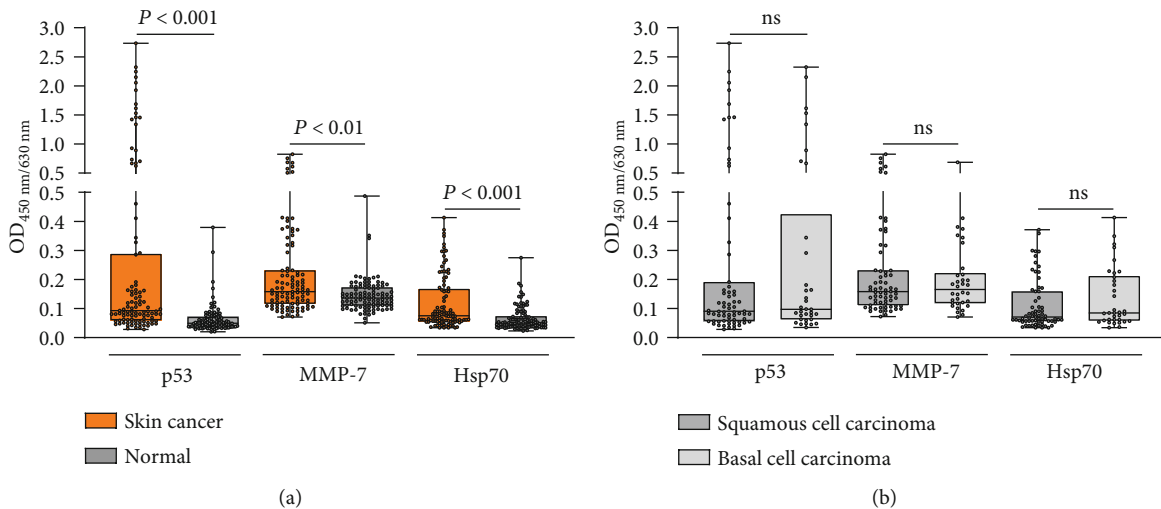 3.0
2.5
2.0
1.5
1.0
0.5
0.5
0.4
0.3
0.2
0.1
0.0
OD450 nm/630 nm
P < 0.001
P < 0.01
P < 0.001
p53
MMP-7
Hsp70
Skin cancer
Normal
(a)
3.0
2.5
2.0
1.5
1.0
0.5
0.5
0.4
0.3
0.2
0.1
0.0
OD450 nm/630 nm
ns
ns
ns
p53
MMP-7
Hsp70
Squamous cell carcinoma
Basal cell carcinoma
(b)